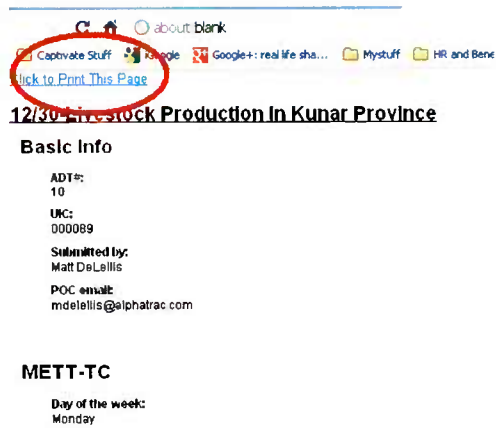 about:blank
Captivate Stuff iGoogle Google+: real life sha... Mystuff HR and Bene
Click to Print This Page
12/30-Livestock Production in Kunar Province
Basic Info
ADT#:
10
UIC:
000089
Submitted by:
Matt DeLellis
POC email:
mdelellis@alphatrac.com
METT-TC
Day of the week:
Monday